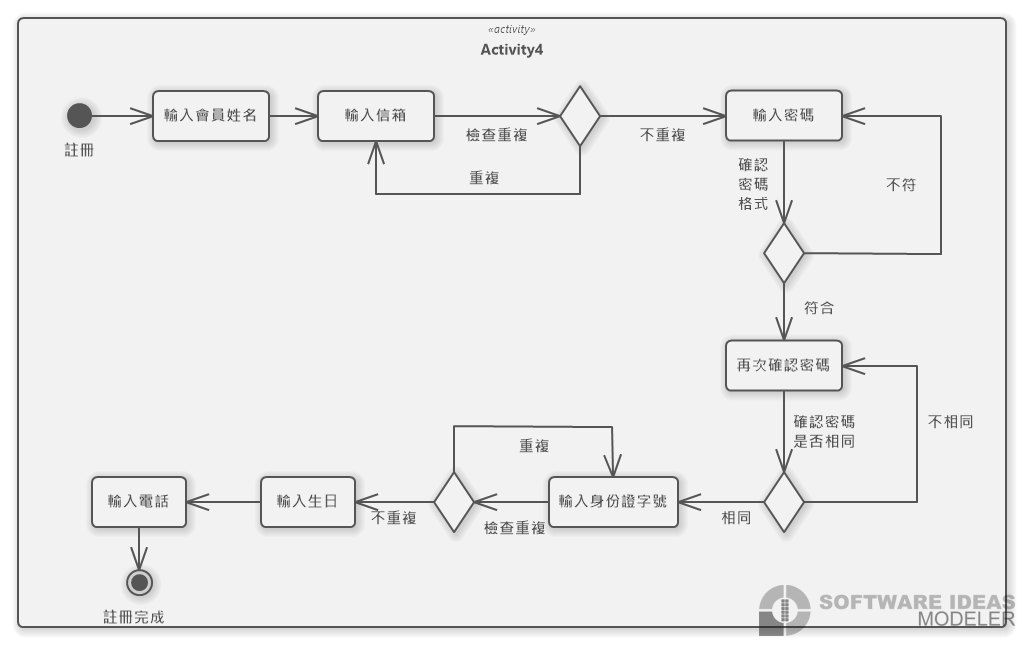 «activity»
Activity4
註冊
輸入會員姓名
輸入信箱
檢查重複
重複
不重複
輸入密碼
確認
密碼
格式
不符
符合
再次確認密碼
確認密碼
是否相同
不相同
相同
輸入身份證字號
檢查重複
重複
不重複
輸入生日
輸入電話
註冊完成
SOFTWARE IDEAS
MODELER